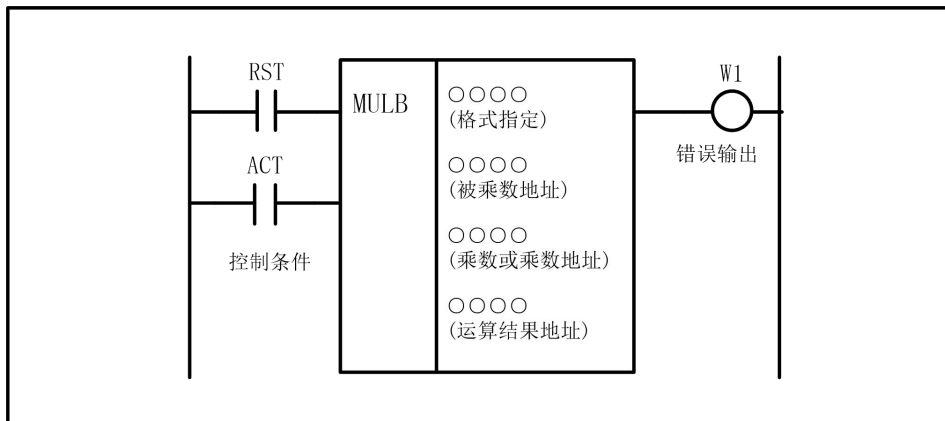 RST
W1
MULB
○○○○
(格式指定)
错误输出
ACT
○○○○
(被乘数地址)
○○○○
(乘数或乘数地址)
控制条件
○○○○
(运算结果地址)